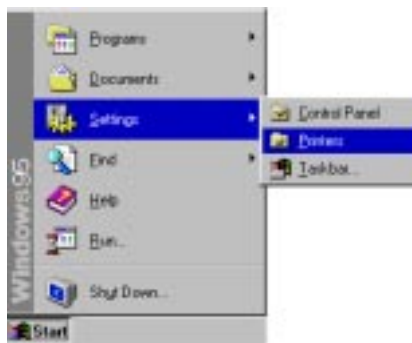 Programs
Documents
Settings
Find
Help
Run...
Shut Down...
Control Panel
Printers
Taskbar...
Windows95
Start